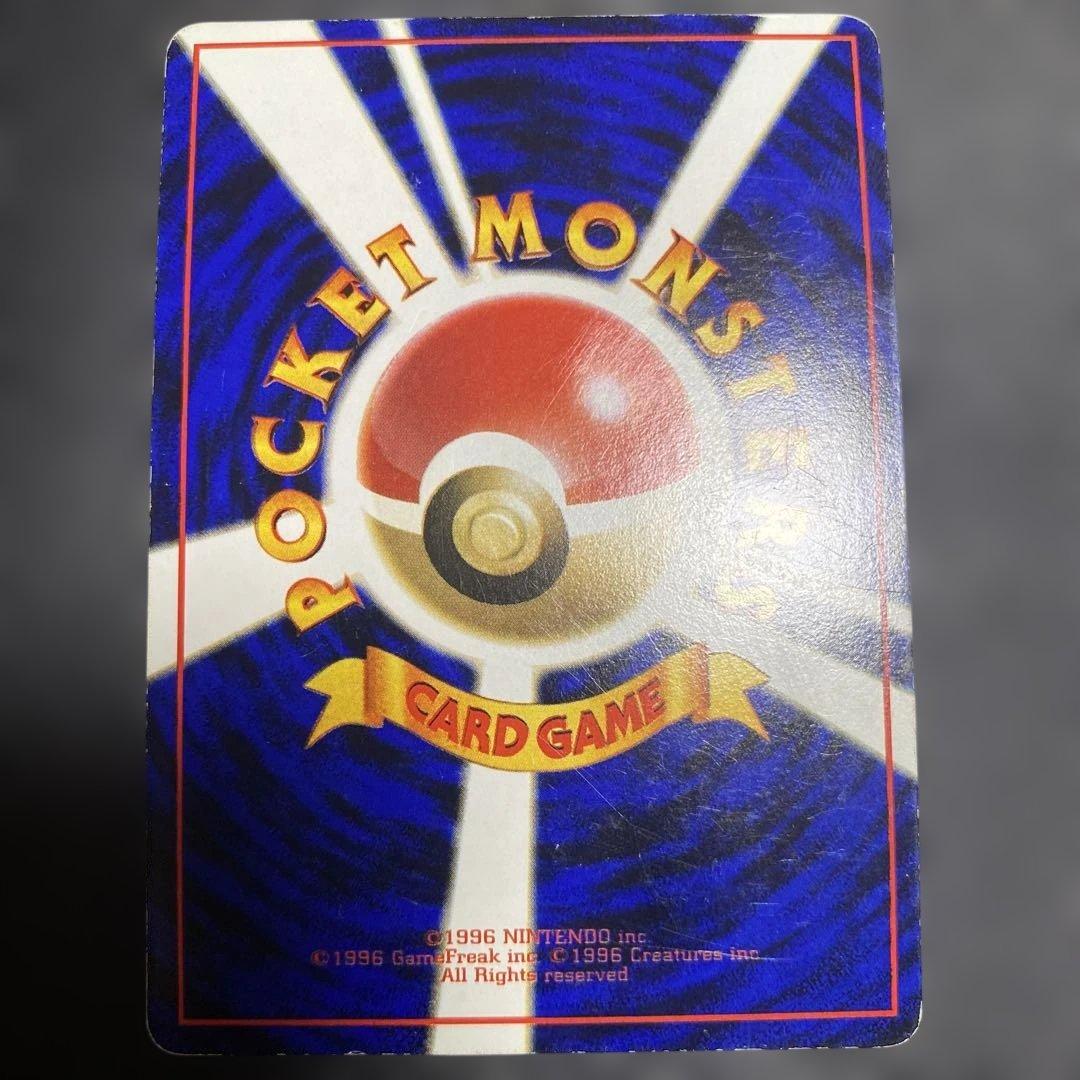 POCKET MONSTERS
CARD GAME
©1996 NINTENDO inc.
©1996 GameFreak inc. ©1996 Creatures inc.
All Rights reserved